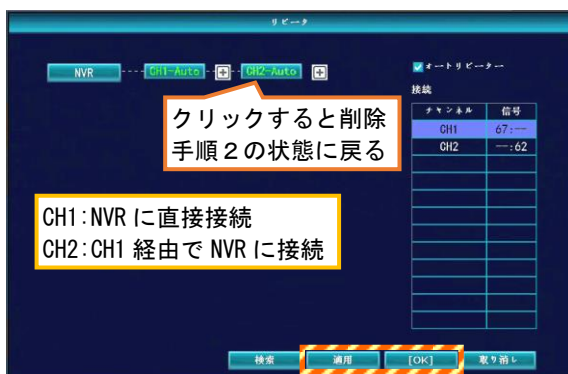 リピータ
NVR
CH1-Auto
+
CH2-Auto
+
オートリピーター
接続
チャンネル 信号
CH1 67:--
CH2 --:62
クリックすると削除
手順２の状態に戻る
CH1:NVR に直接接続
CH2:CH1 経由で NVR に接続
検索
適用
[OK]
取り消し